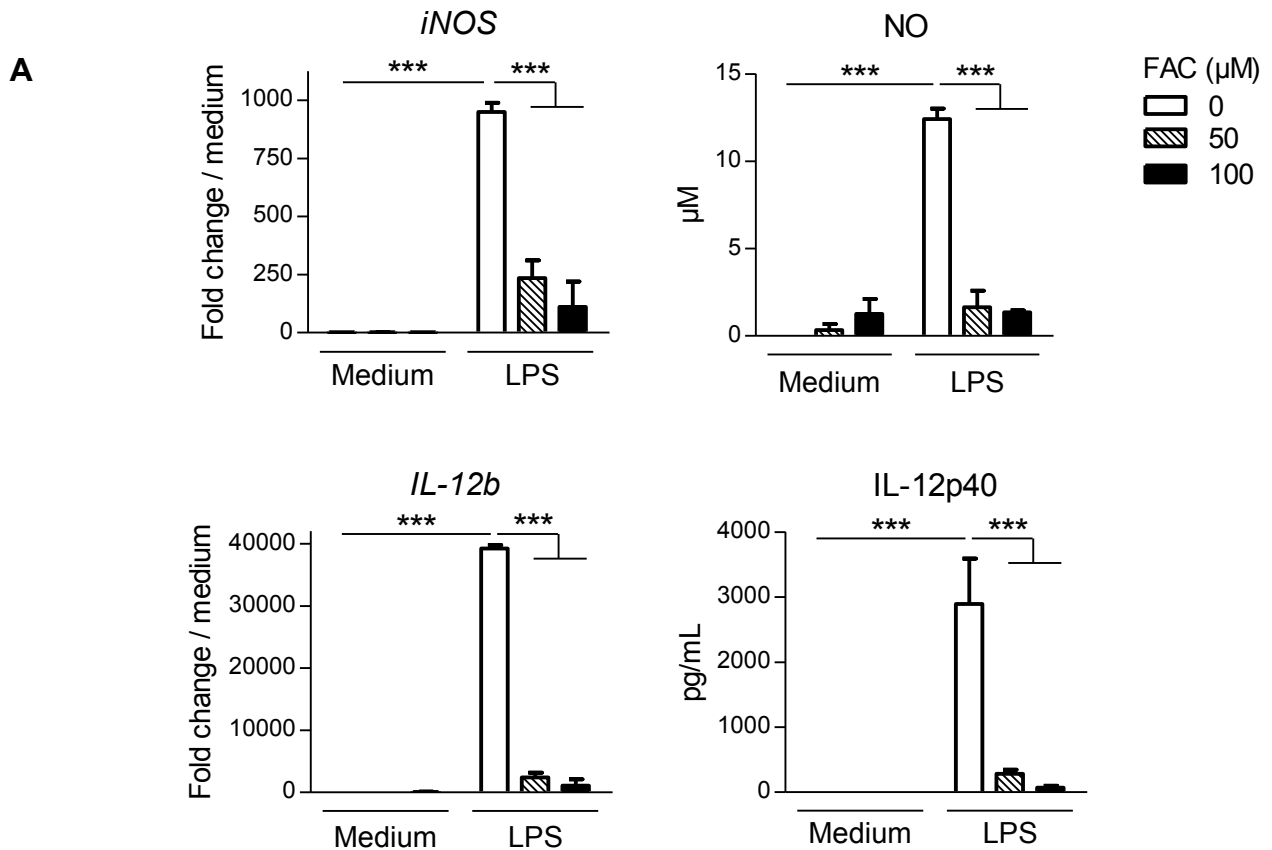 A
iNOS
*** ***
Fold change / medium
1000
750
500
250
0
Medium LPS
NO
*** ***
µM
15
10
5
0
Medium LPS
FAC (µM)
0
50
100
IL-12b
*** ***
Fold change / medium
40000
30000
20000
10000
0
Medium LPS
IL-12p40
*** ***
pg/mL
4000
3000
2000
1000
0
Medium LPS